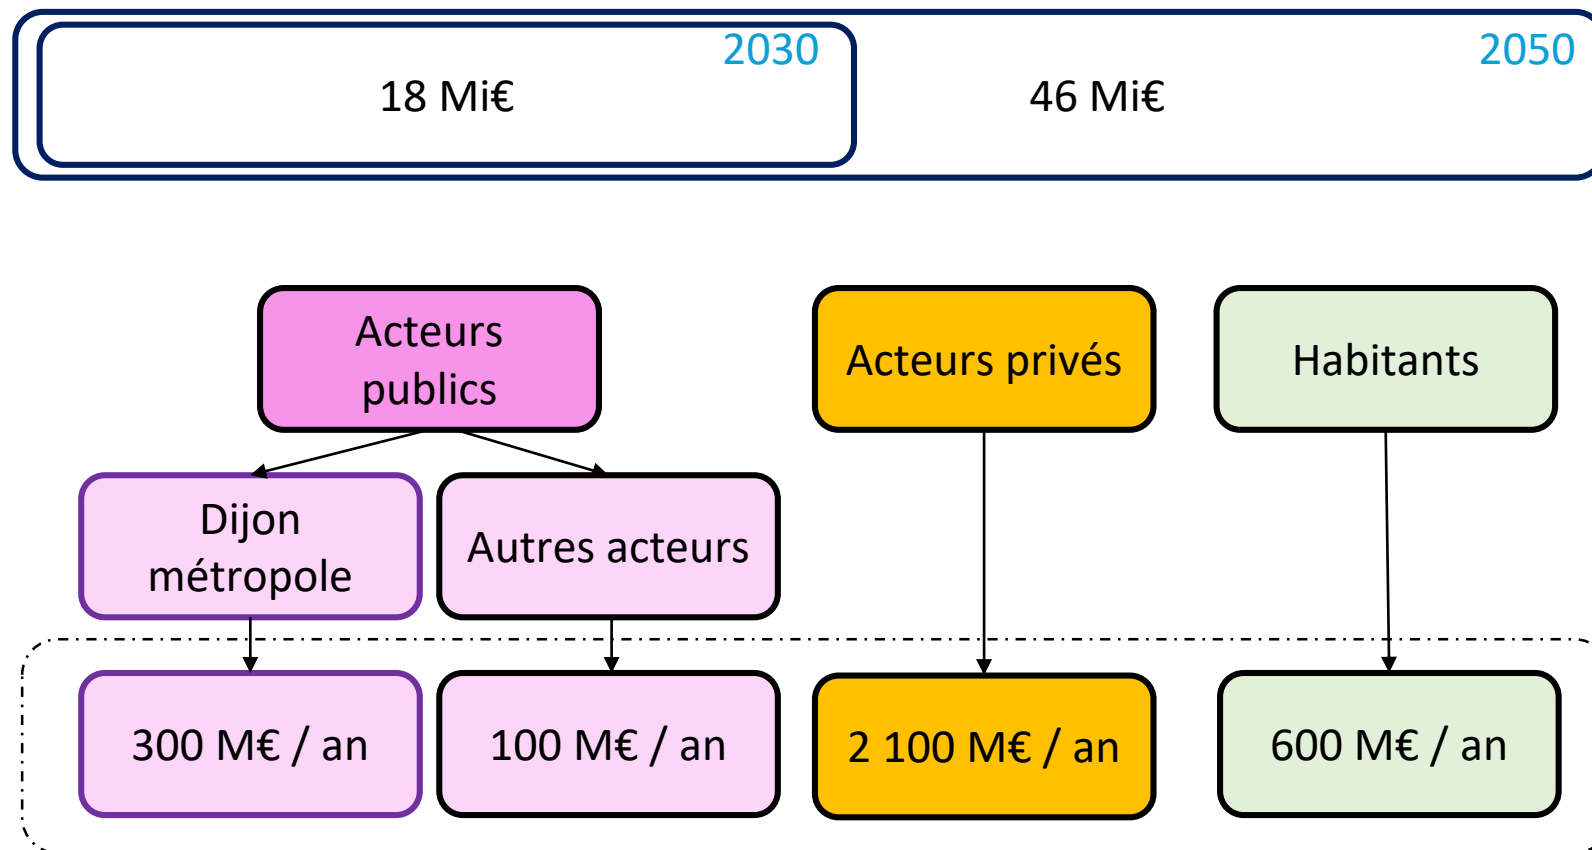 2030
2050
18 Mi€
46 Mi€
Acteurs
publics
Acteurs privés
Habitants
Dijon
métropole
Autres acteurs
300 M€ / an
100 M€ / an
2 100 M€ / an
600 M€ / an